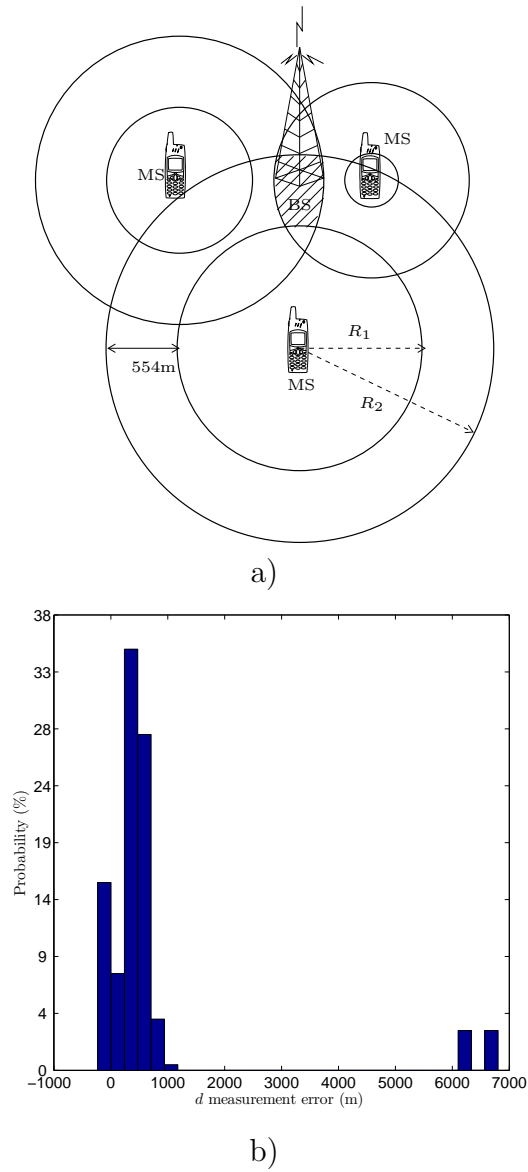 MS
MS
BS
R1
554m
MS
R2
a)
38
33
28
24
19
14
9
4
0
Probability (%)
−1000
0
1000
2000
3000
4000
5000
6000
7000
d measurement error (m)
b)